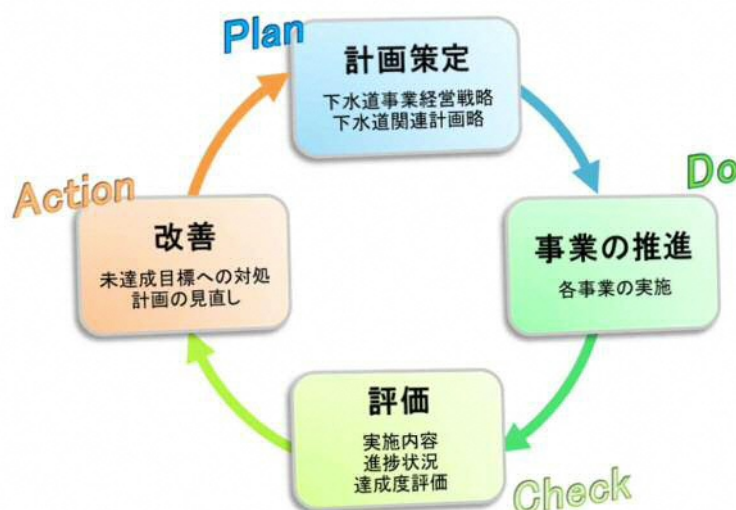 Plan
計画策定
下水道事業経営戦略
下水道関連計画略
Do
事業の推進
各事業の実施
Check
評価
実施内容
進捗状況
達成度評価
Action
改善
未達成目標への対処
計画の見直し